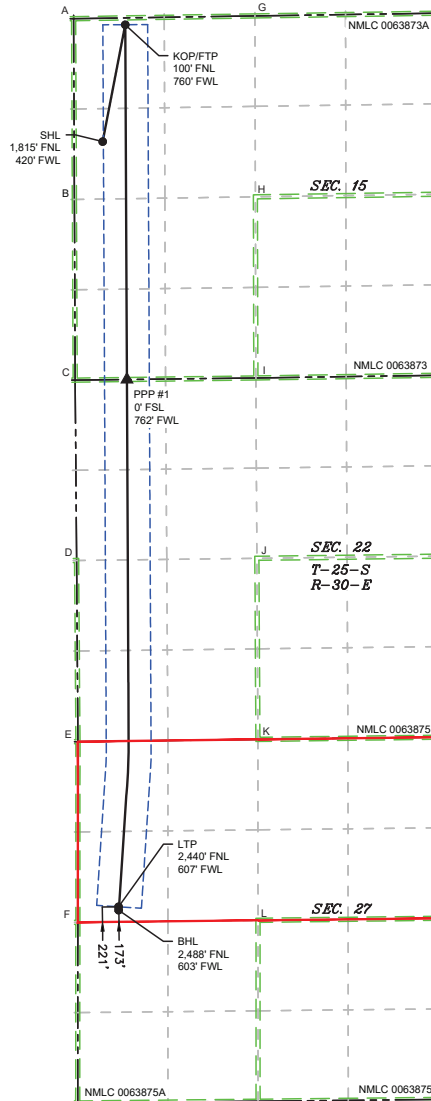 A
G
NMLC 0063873A
KOP/FTP
100' FNL
760' FWL
SHL
1,815' FNL
420' FWL
B
H
SEC. 15
C
I
NMLC 0063873
PPP #1
0' FSL
762' FWL
D
J
SEC. 22
T-25-S
R-30-E
E
K
NMLC 0063875
LTP
2,440' FNL
607' FWL
F
L
SEC. 27
BHL
2,488' FNL
603' FWL
221'
173'
NMLC 0063875A
NMLC 0063875